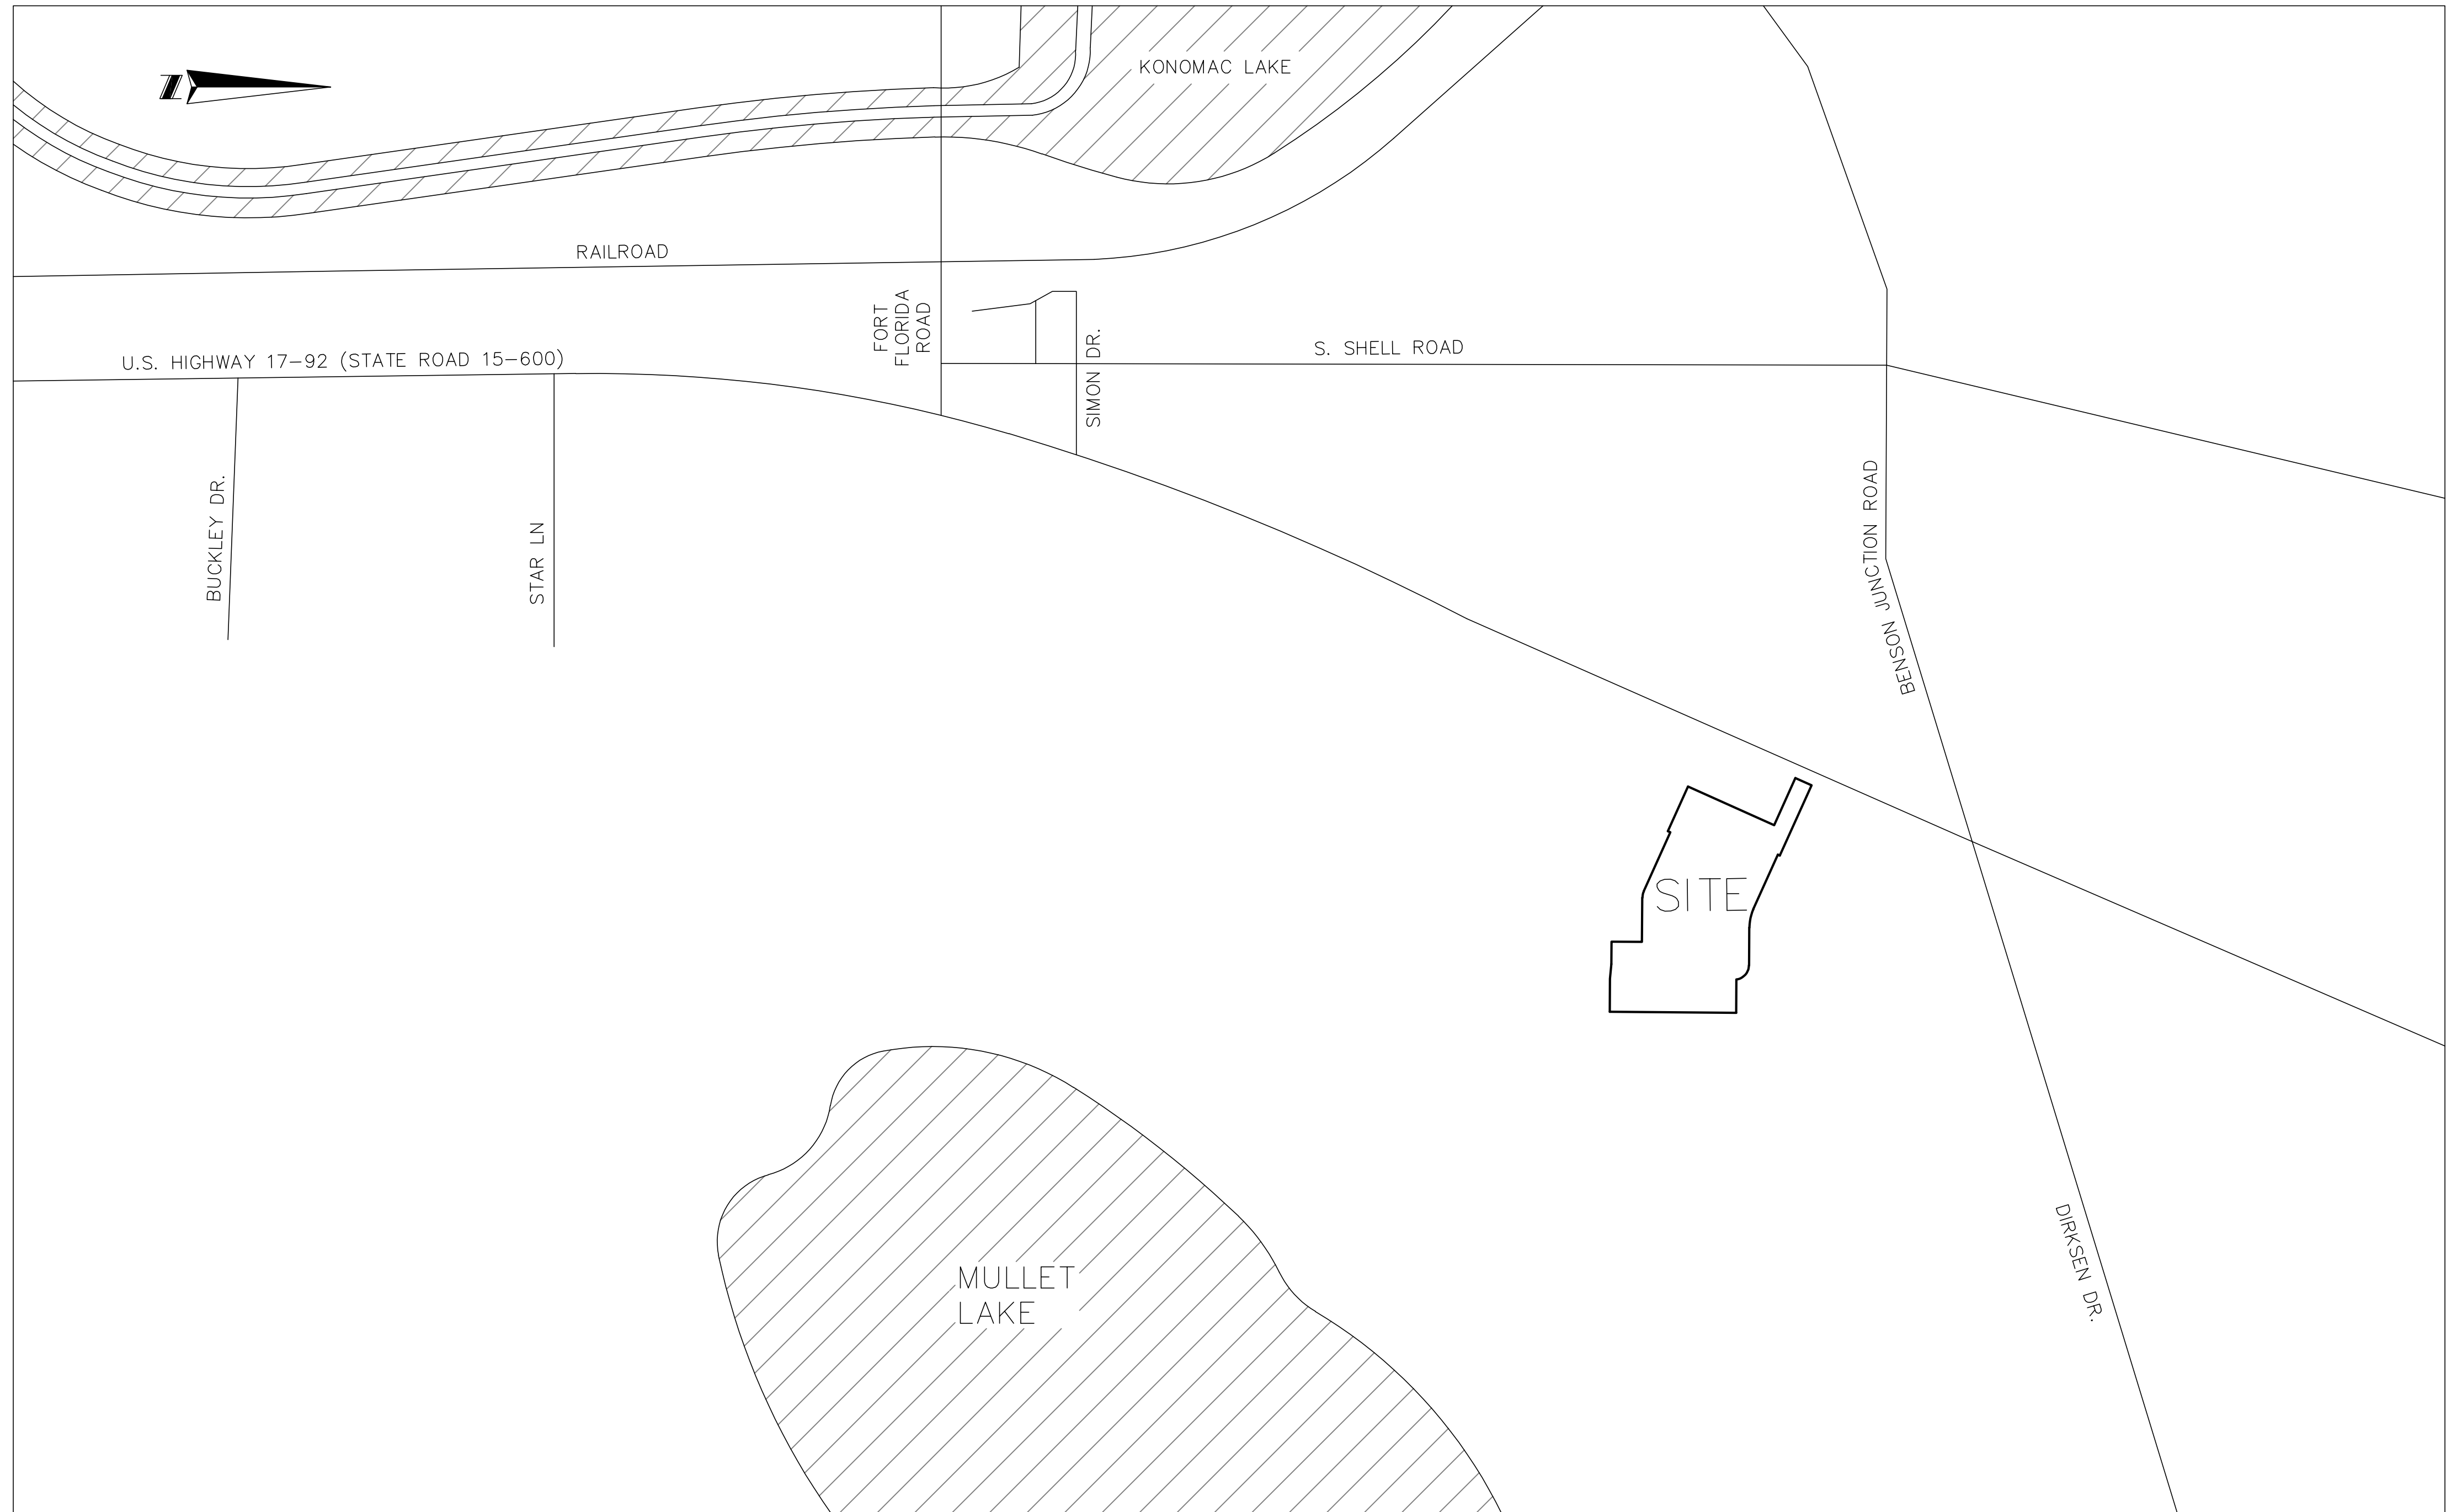 N
KONOMAC LAKE
RAILROAD
FORT
FLORIDA
ROAD
SIMON DR.
S. SHELL ROAD
U.S. HIGHWAY 17-92 (STATE ROAD 15-600)
BUCKLEY DR.
STAR LN
BENSON JUNCTION ROAD
SITE
DIRKSEN DR.
MULLET
LAKE